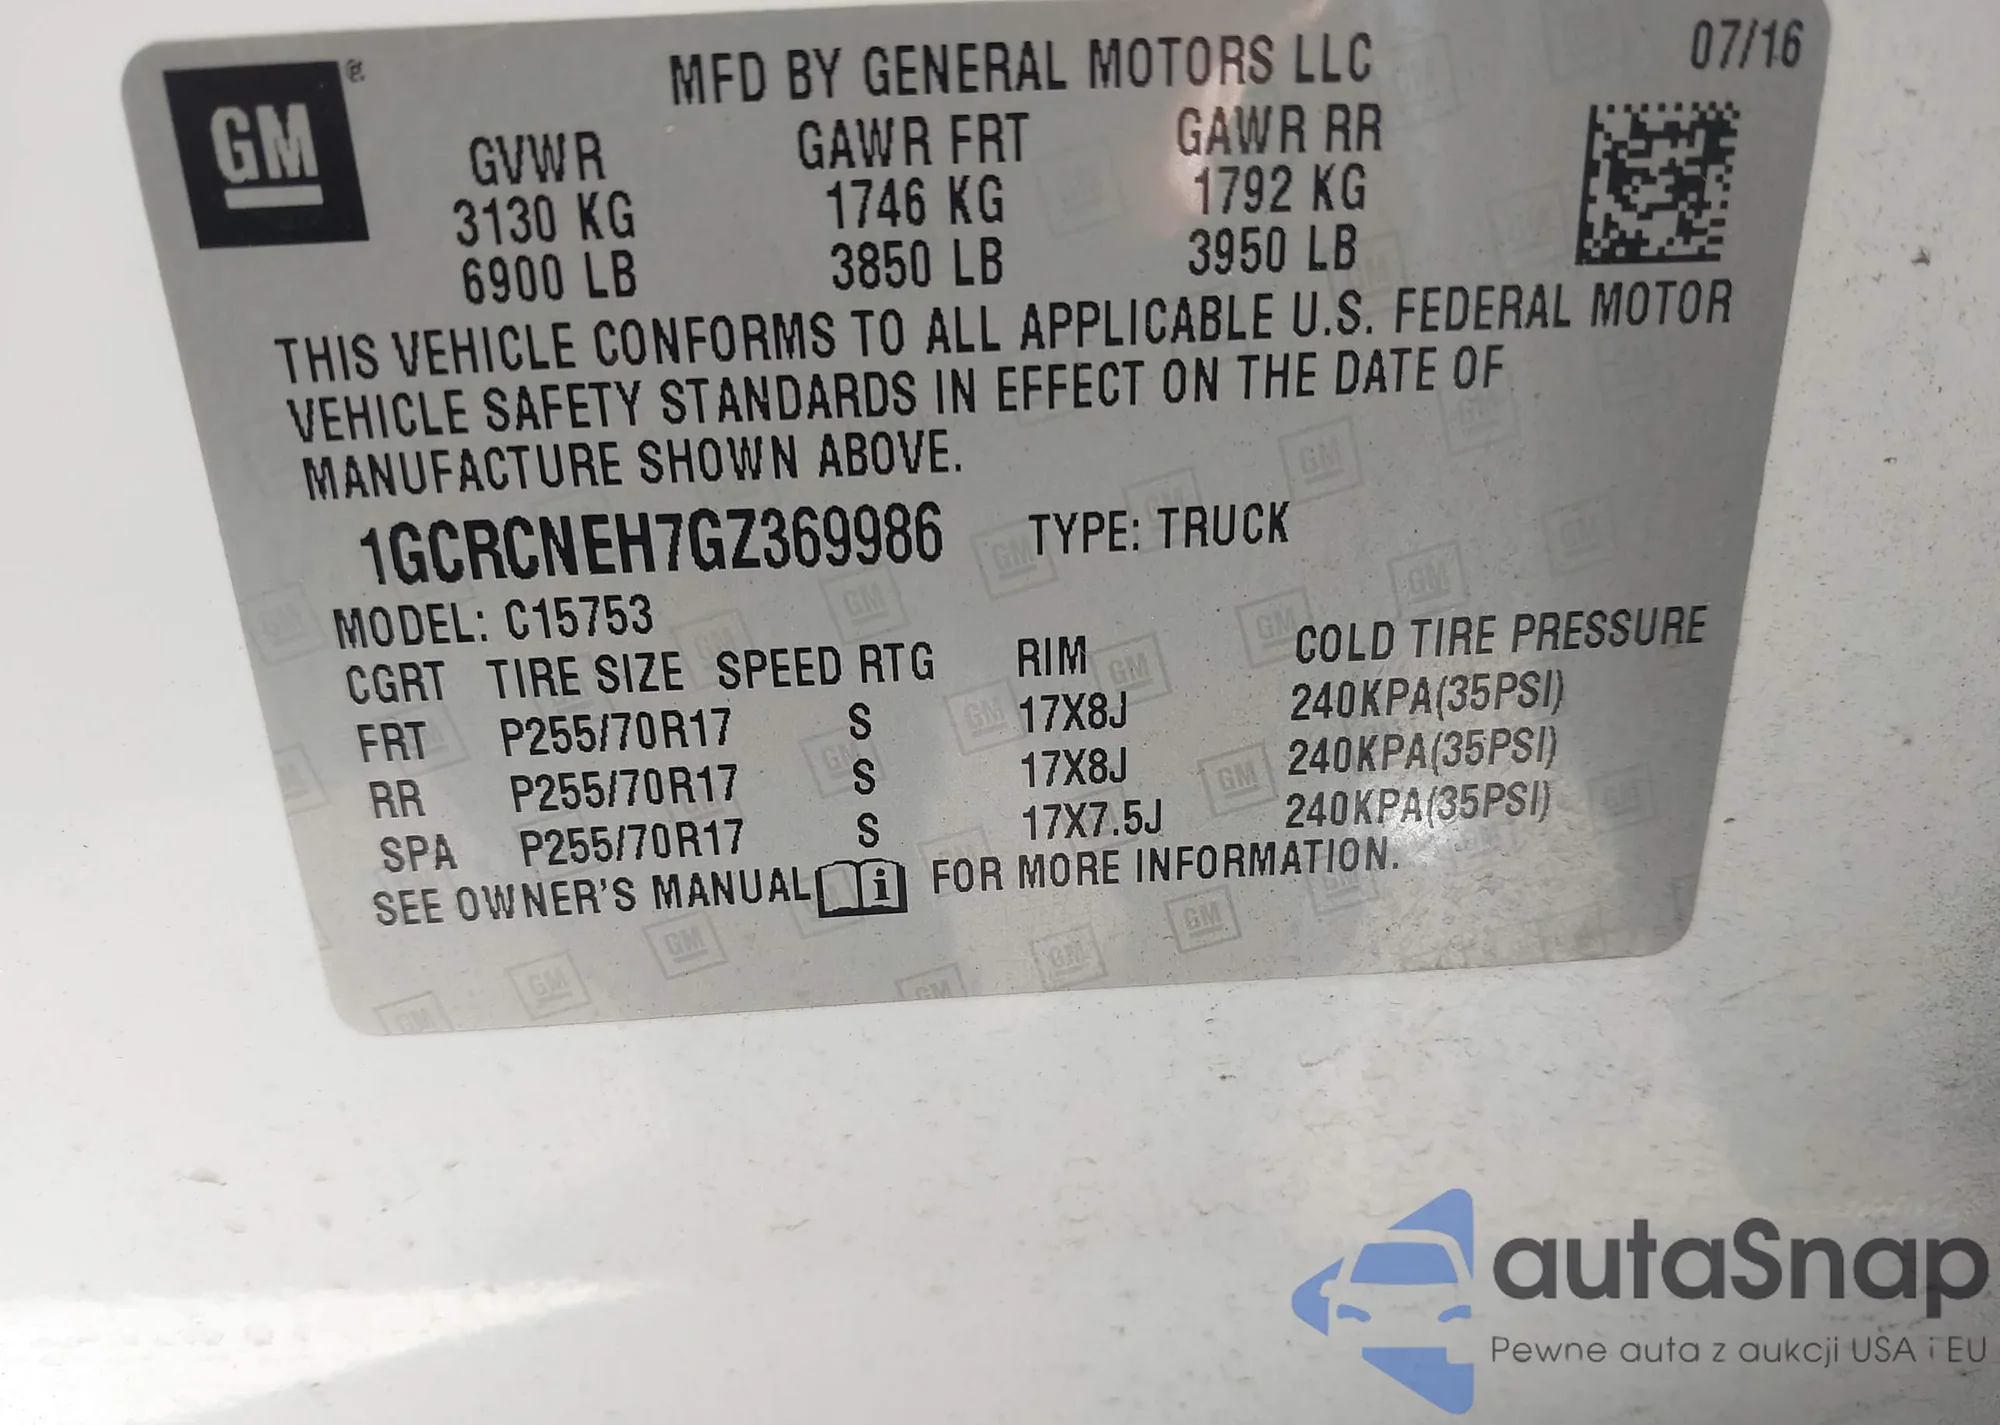 GM®
MFD BY GENERAL MOTORS LLC 07/16
GVWR GAWR FRT GAWR RR
3130 KG 1746 KG 1792 KG
6900 LB 3850 LB 3950 LB
THIS VEHICLE CONFORMS TO ALL APPLICABLE U.S. FEDERAL MOTOR
VEHICLE SAFETY STANDARDS IN EFFECT ON THE DATE OF
MANUFACTURE SHOWN ABOVE.
1GCRCNEH7GZ369986 TYPE: TRUCK
MODEL: C15753
CGRT TIRE SIZE SPEED RTG RIM COLD TIRE PRESSURE
FRT P255/70R17 S 17X8J 240KPA(35PSI)
RR P255/70R17 S 17X8J 240KPA(35PSI)
SPA P255/70R17 S 17X7.5J 240KPA(35PSI)
SEE OWNER'S MANUAL i FOR MORE INFORMATION.
autaSnap
Pewne auta z aukcji USA i EU